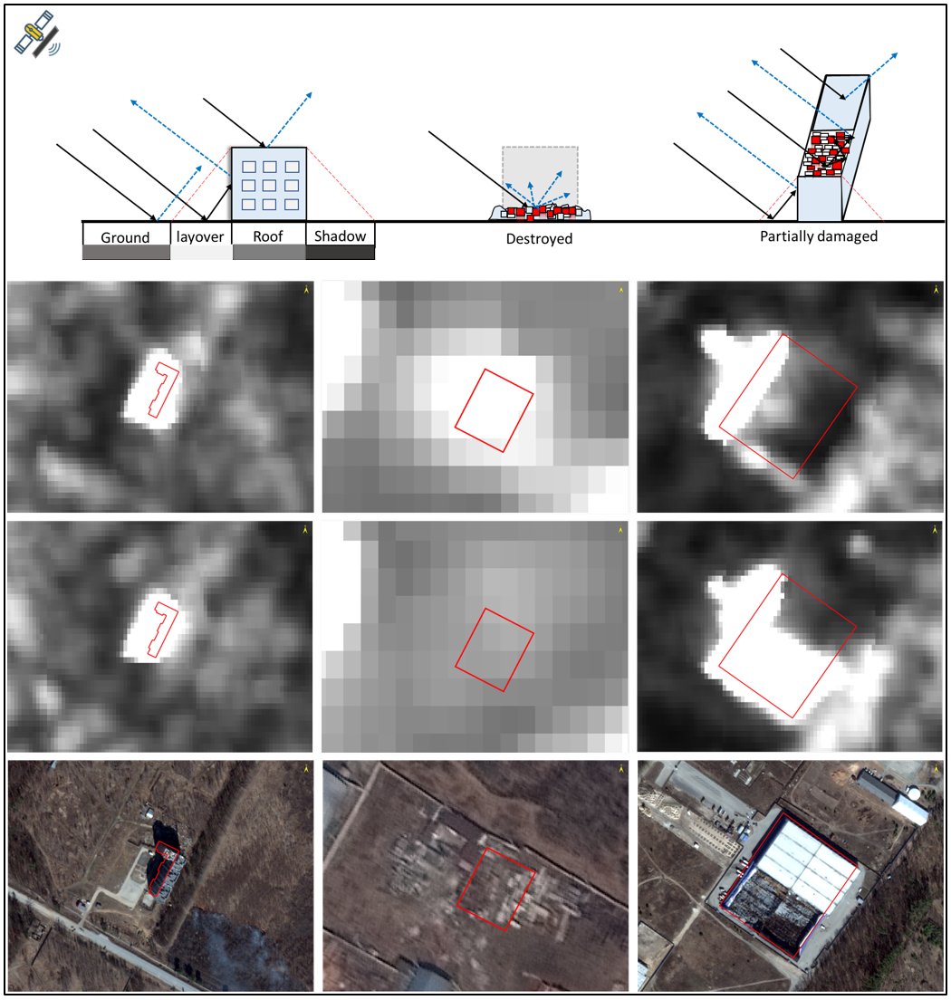 Ground
layover
Roof
Shadow
Destroyed
Partially damaged